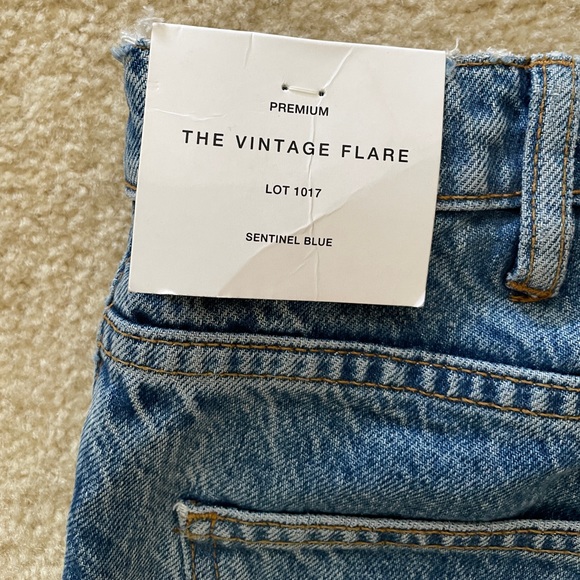 PREMIUM
THE VINTAGE FLARE
LOT 1017
SENTINEL BLUE